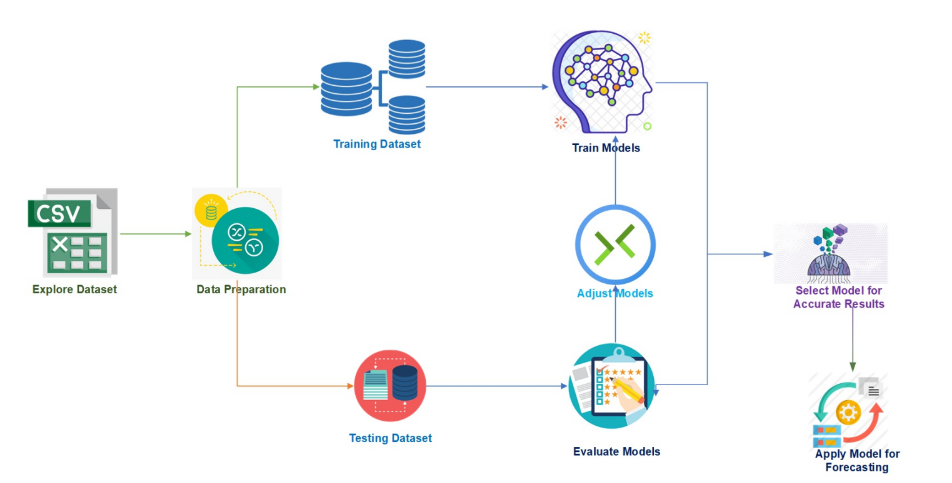 Training Dataset
Train Models
CSV
Explore Dataset
Data Preparation
Adjust Models
Select Model for
Accurate Results
Testing Dataset
Evaluate Models
Apply Model for
Forecasting